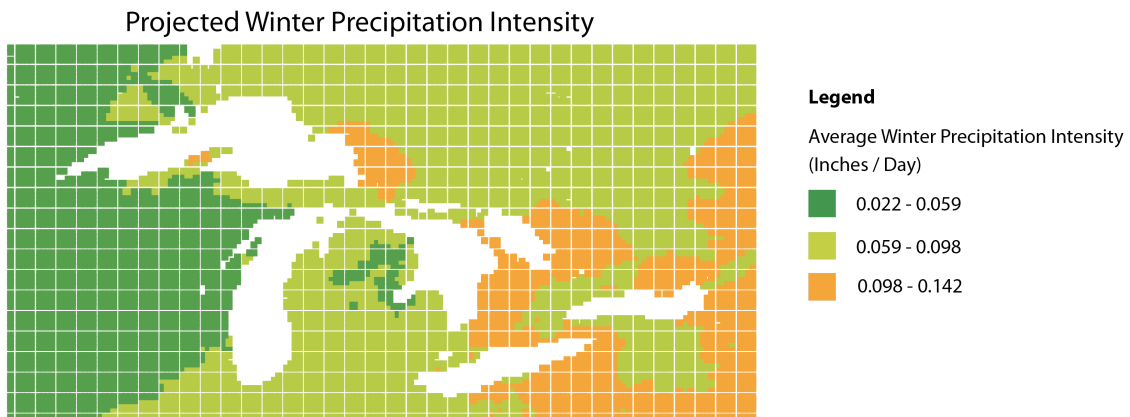 Projected Winter Precipitation Intensity
Legend
Average Winter Precipitation Intensity
(Inches / Day)
0.022 - 0.059
0.059 - 0.098
0.098 - 0.142